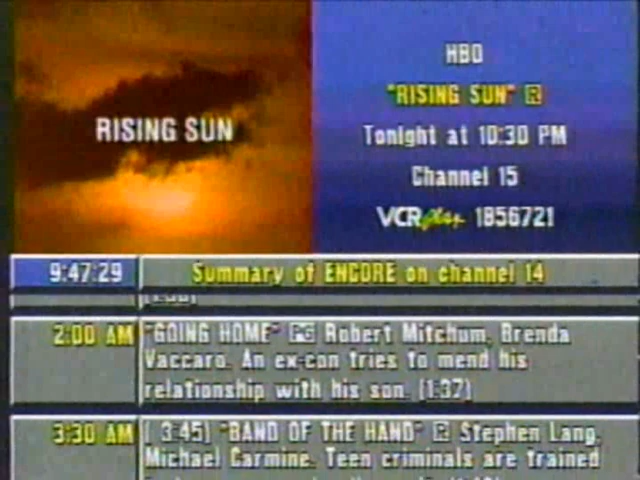 RISING SUN
HBO
"RISING SUN" R
Tonight at 10:30 PM
Channel 15
VCR plus 1856721
9:47:29 Summary of ENCORE on channel 14
2:00 AM "GOING HOME" PG Robert Mitchum, Brenda
Vaccaro. An ex-con tries to mend his
relationship with his son. (1:37)
3:30 AM ( 3:45) "BAND OF THE HAND" R Stephen Lang,
Michael Carmine. Teen criminals are trained